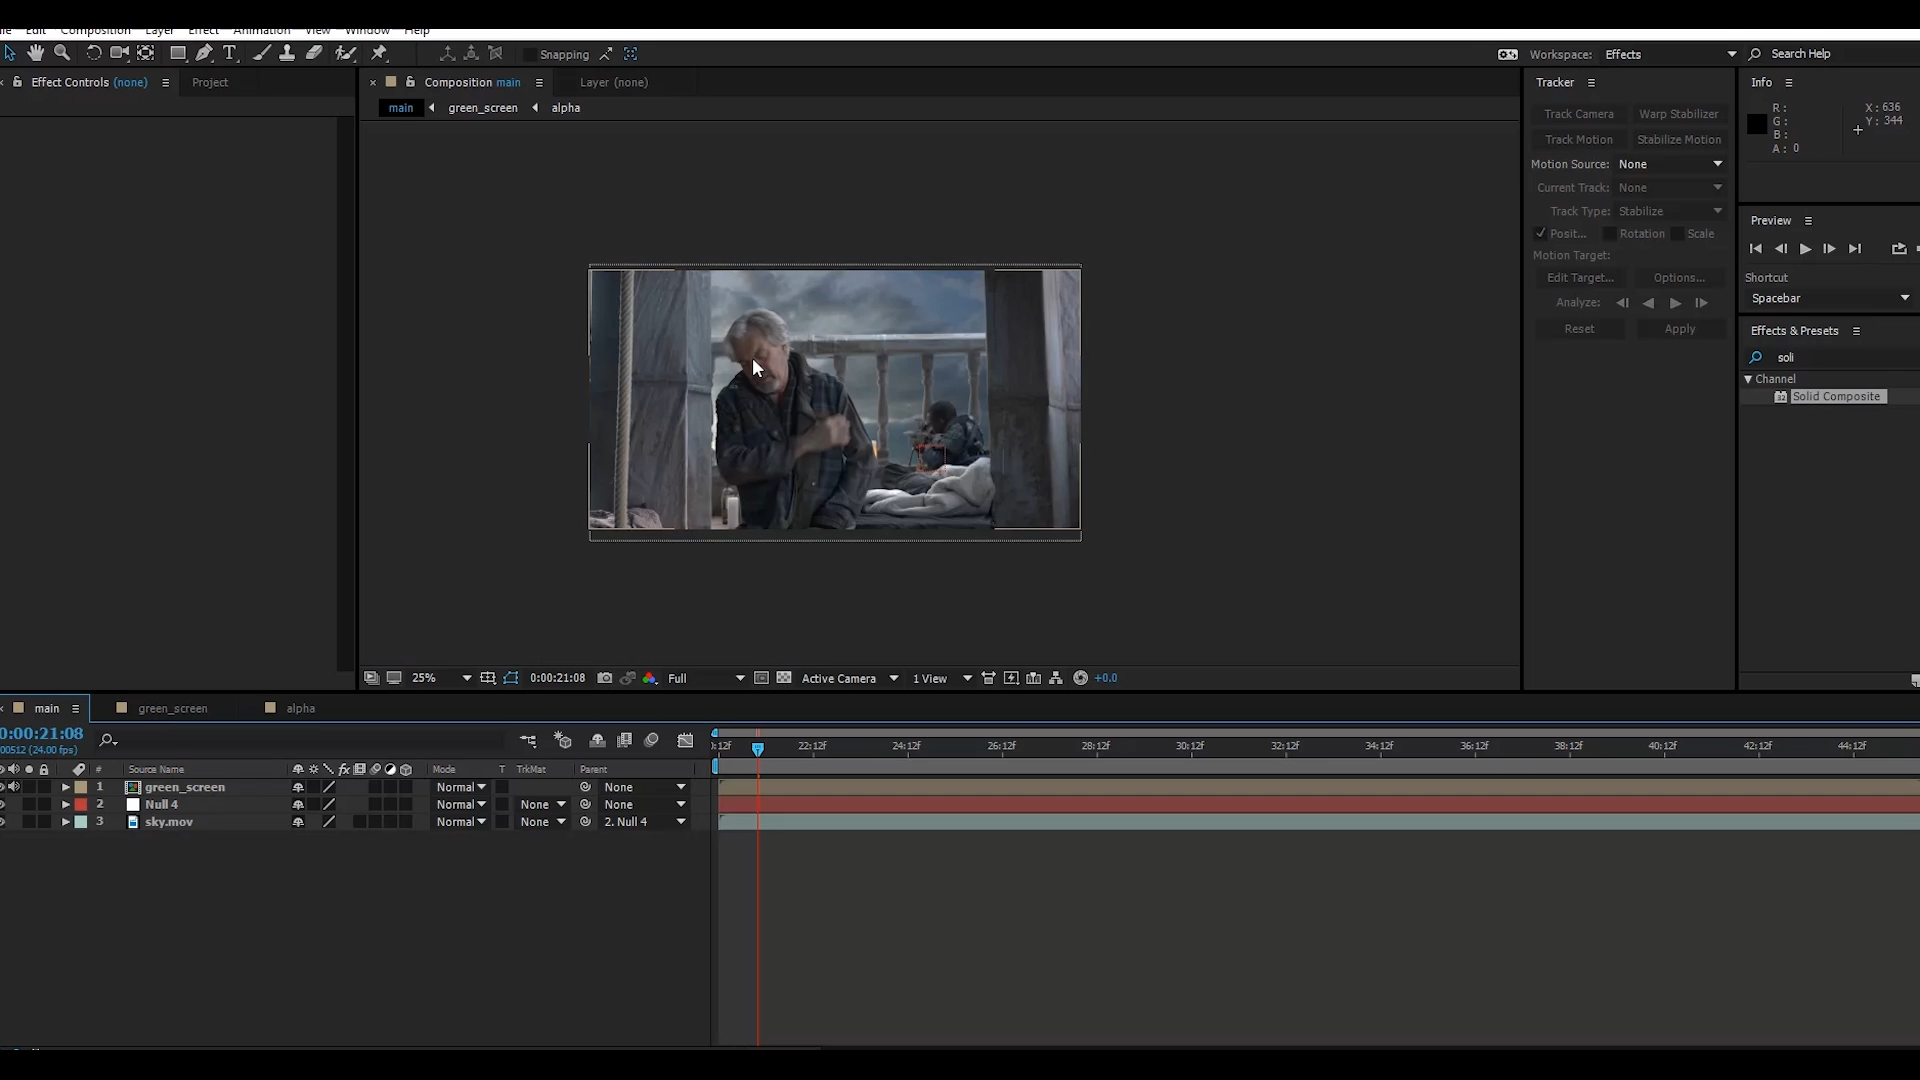 Edit Composition Layer Effect Animation View Window Help
Snapping
Workspace: Effects
Search Help
Effect Controls (none)
Project
Composition main
Layer (none)
main green_screen alpha
Tracker
Track Camera Warp Stabilizer
Track Motion Stabilize Motion
Motion Source: None
Current Track: None
Track Type: Stabilize
Posit... Rotation Scale
Motion Target:
Edit Target... Options...
Analyze:
Reset Apply
Info
R:
G:
B:
A: 0
X: 636
Y: 344
Preview
Shortcut
Spacebar
Effects & Presets
soli
Channel
32 Solid Composite
25% 0:00:21:08 Full Active Camera 1 View +0.0
main green_screen alpha
0:00:21:08
00512 (24.00 fps)
:12f 22:12f 24:12f 26:12f 28:12f 30:12f 32:12f 34:12f 36:12f 38:12f 40:12f 42:12f 44:12f
# Source Name fx Mode T TrkMat Parent
1 green_screen Normal None
2 Null 4 Normal None None
3 sky.mov Normal None 2. Null 4